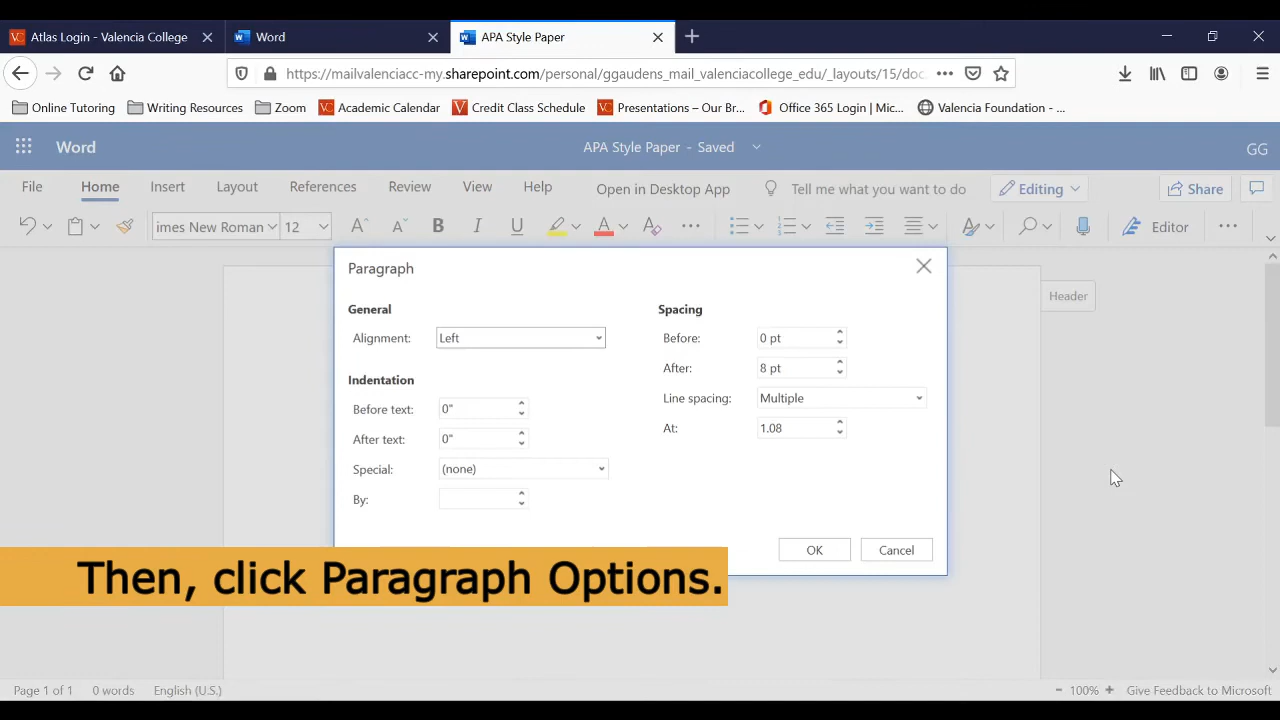 Atlas Login - Valencia College
Word
APA Style Paper
https://mailvalenciacc-my.sharepoint.com/personal/ggaudens_mail_valenciacollege_edu/_layouts/15/doc
Online Tutoring
Writing Resources
Zoom
Academic Calendar
Credit Class Schedule
Presentations – Our Br...
Office 365 Login | Mic...
Valencia Foundation - ...
Word
APA Style Paper - Saved
GG
File
Home
Insert
Layout
References
Review
View
Help
Open in Desktop App
Tell me what you want to do
Editing
Share
imes New Roman
12
Editor
Header
Paragraph
General
Alignment: Left
Indentation
Before text: 0"
After text: 0"
Special: (none)
By:
Spacing
Before: 0 pt
After: 8 pt
Line spacing: Multiple
At: 1.08
OK
Cancel
Then, click Paragraph Options.
Page 1 of 1
0 words
English (U.S.)
100%
Give Feedback to Microsoft